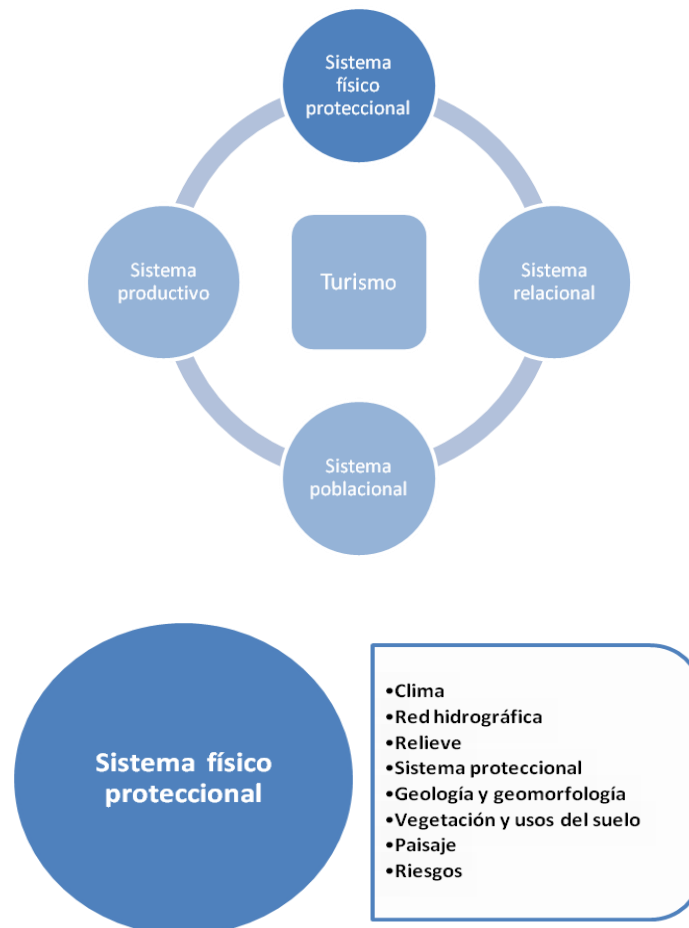 Sistema
físico
proteccional
Sistema
productivo
Turismo
Sistema
relacional
Sistema
poblacional
Sistema físico
proteccional
•Clima
•Red hidrográfica
•Relieve
•Sistema proteccional
•Geología y geomorfología
•Vegetación y usos del suelo
•Paisaje
•Riesgos